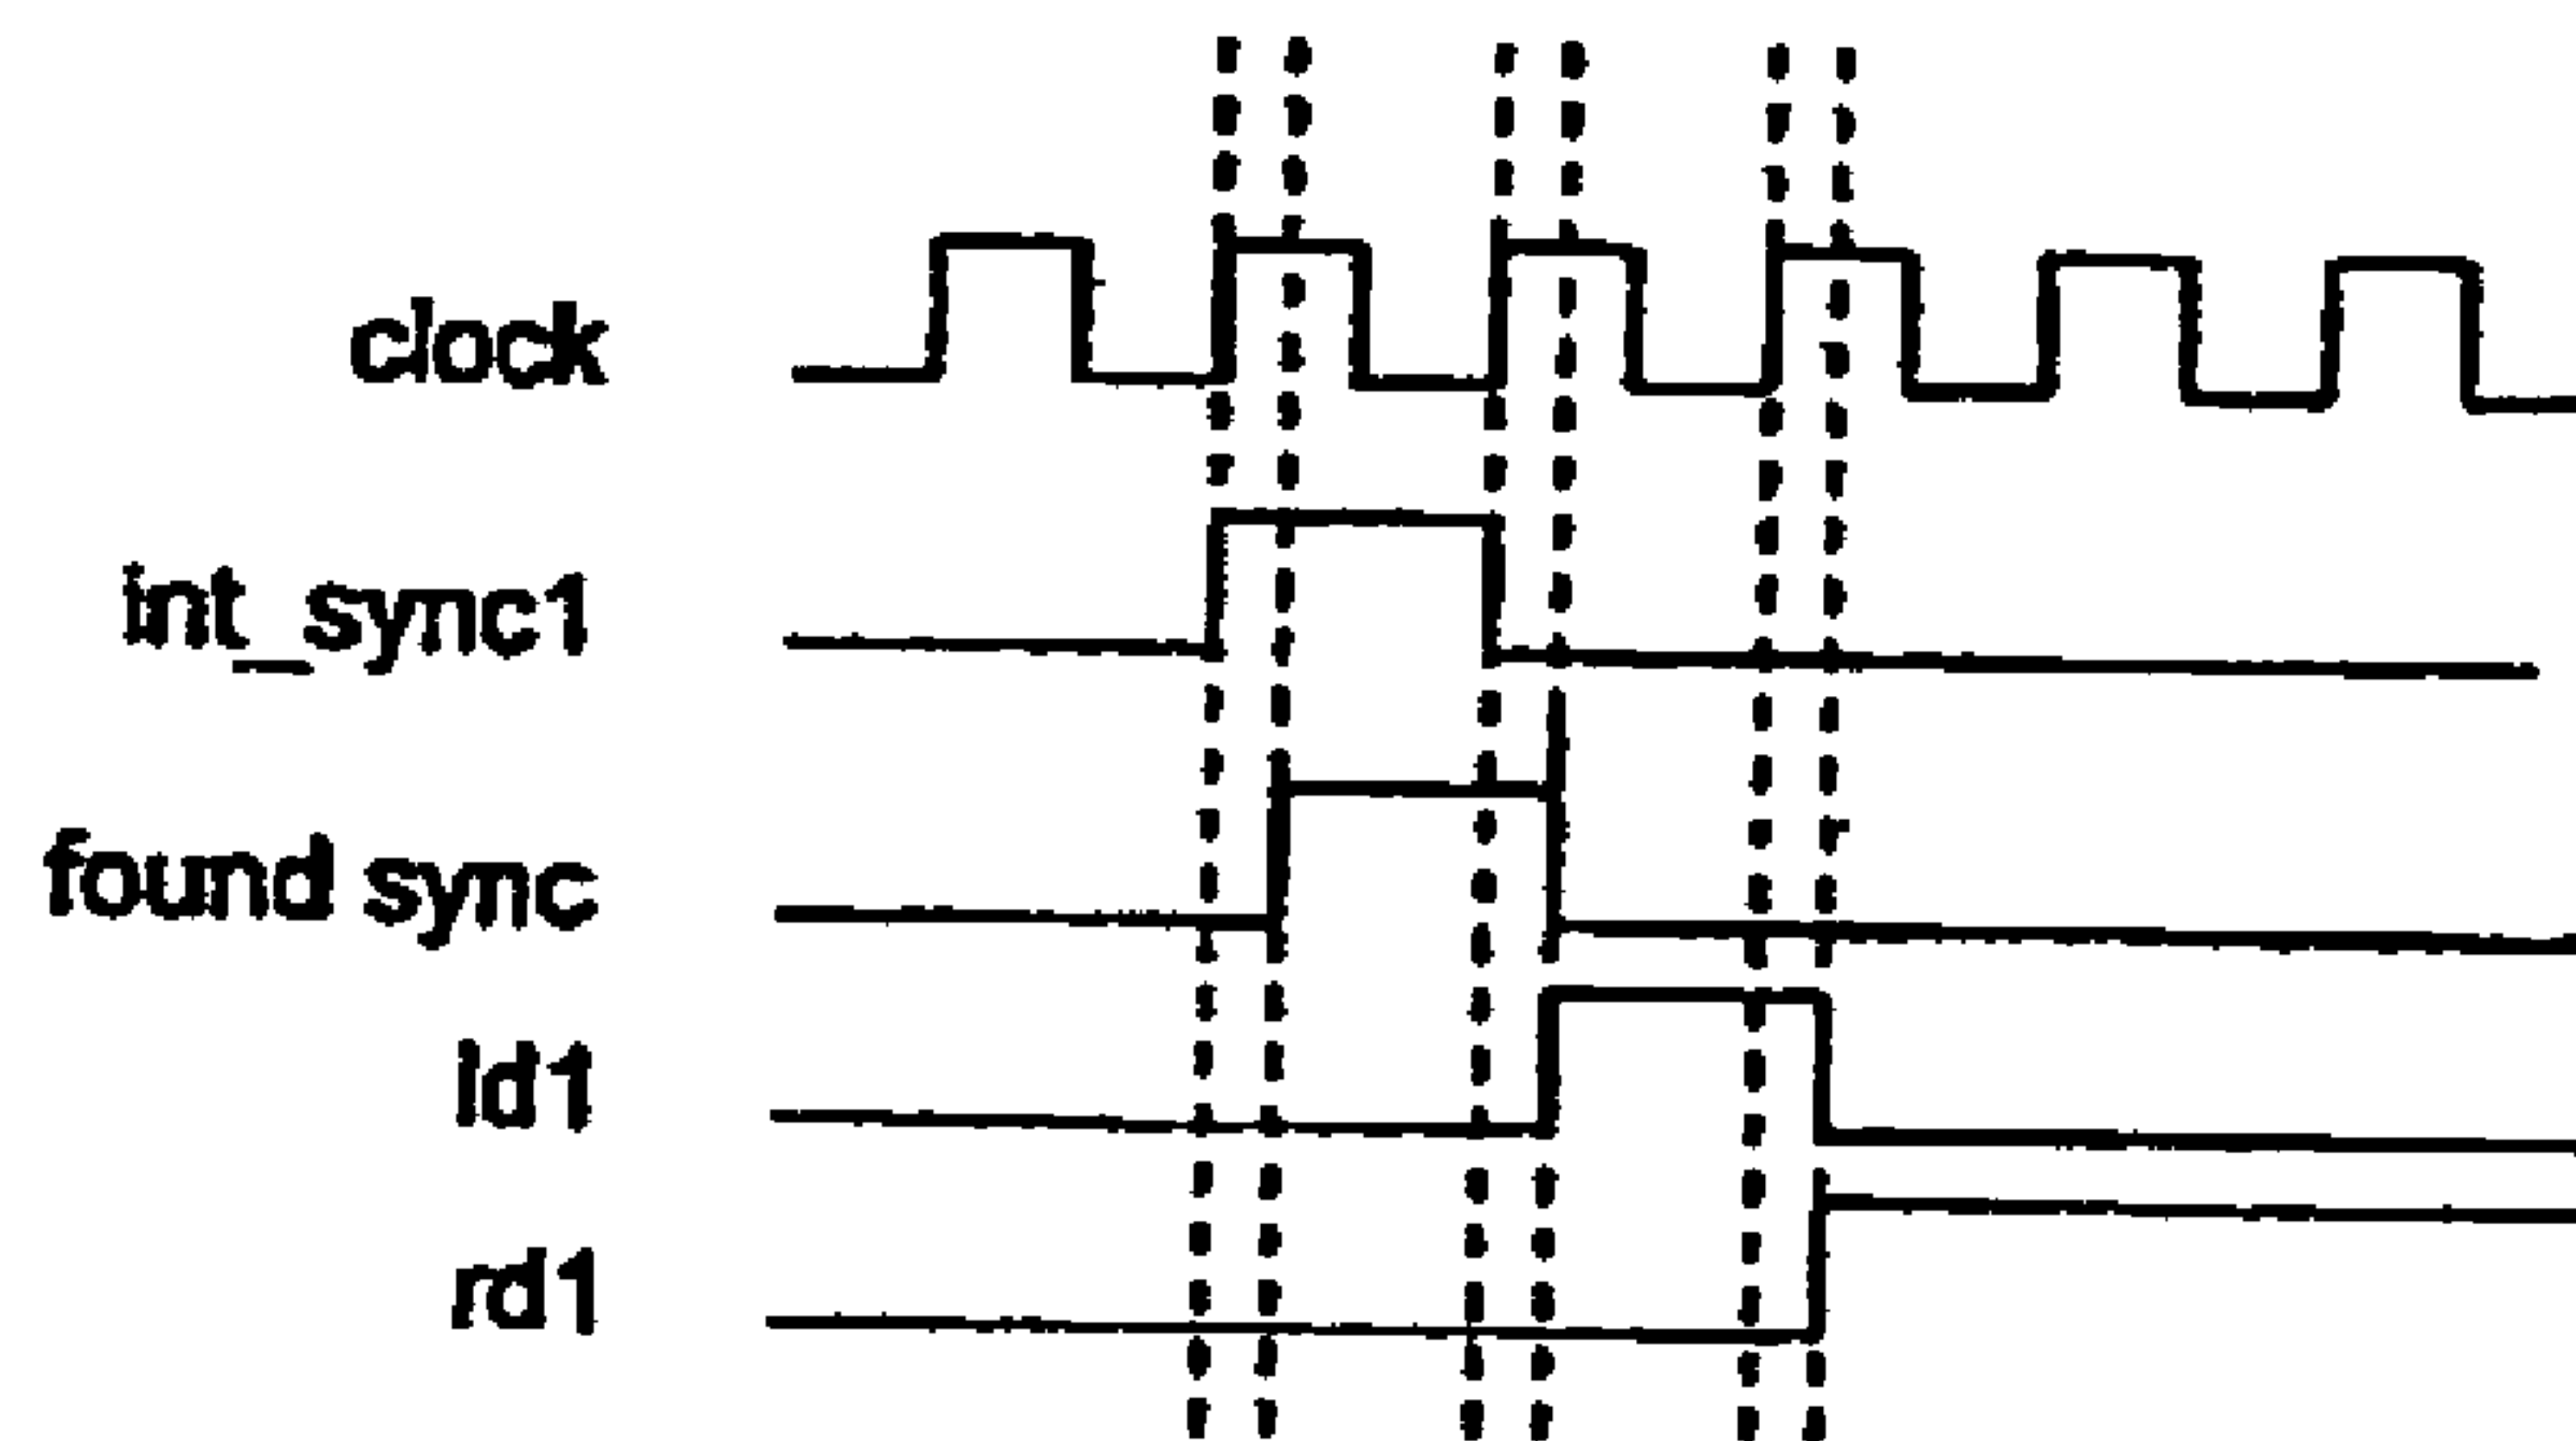 clock
int_sync1
found sync
ld1
rd1